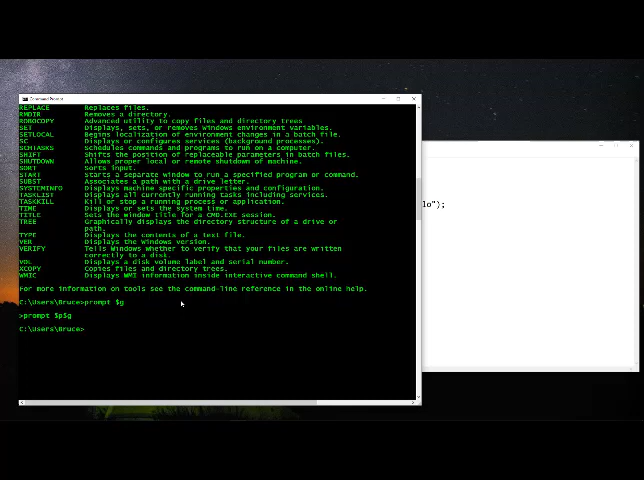 Command Prompt
REPLACE Replaces files.
RMDIR Removes a directory.
ROBOCOPY Advanced utility to copy files and directory trees
SET Displays, sets, or removes Windows environment variables.
SETLOCAL Begins localization of environment changes in a batch file.
SC Displays or configures services (background processes).
SCHTASKS Schedules commands and programs to run on a computer.
SHIFT Shifts the position of replaceable parameters in batch files.
SHUTDOWN Allows proper local or remote shutdown of machine.
SORT Sorts input.
START Starts a separate window to run a specified program or command.
SUBST Associates a path with a drive letter.
SYSTEMINFO Displays machine specific properties and configuration.
TASKLIST Displays all currently running tasks including services.
TASKKILL Kill or stop a running process or application.
TIME Displays or sets the system time.
TITLE Sets the window title for a CMD.EXE session.
TREE Graphically displays the directory structure of a drive or
path.
TYPE Displays the contents of a text file.
VER Displays the Windows version.
VERIFY Tells Windows whether to verify that your files are written
correctly to a disk.
VOL Displays a disk volume label and serial number.
XCOPY Copies files and directory trees.
WMIC Displays WMI information inside interactive command shell.
For more information on tools see the command-line reference in the online help.
C:\Users\Bruce>prompt $g
>prompt $p$g
C:\Users\Bruce>
lo");